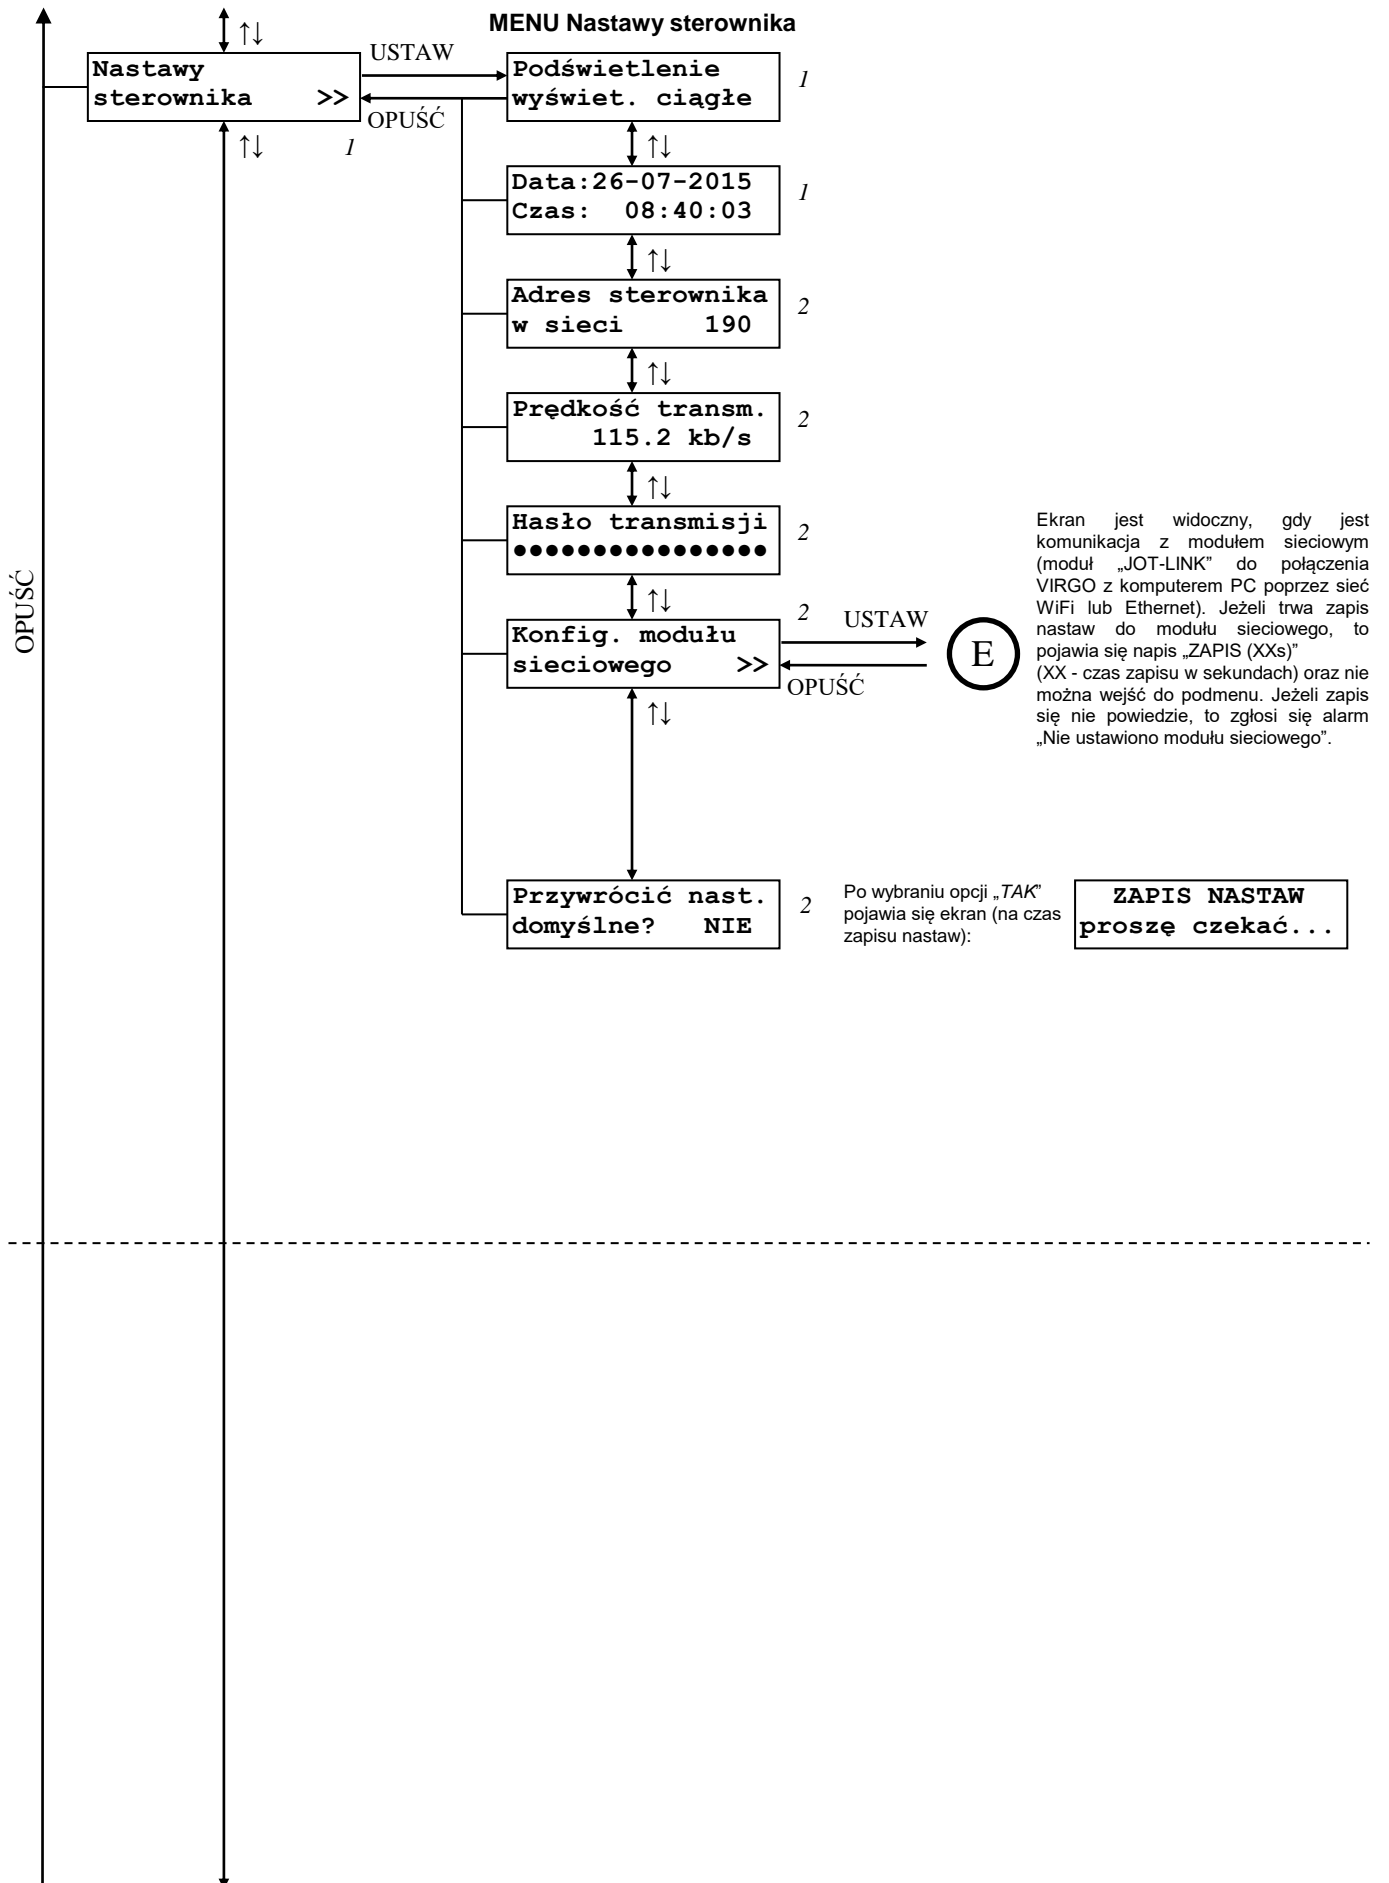 MENU Nastawy sterownika
↑↓
USTAW
Nastawy
sterownika >>
OPUŚĆ
↑↓
1
Podświetlenie
wyświet. ciągłe
1
↑↓
Data:26-07-2015
Czas: 08:40:03
1
↑↓
Adres sterownika
w sieci 190
2
↑↓
Prędkość transm.
115.2 kb/s
2
↑↓
Hasło transmisji
●●●●●●●●●●●●●●●●
2
↑↓
Konfig. modułu
sieciowego >>
2
USTAW
OPUŚĆ
E
↑↓
Ekran jest widoczny, gdy jest
komunikacja z modułem sieciowym
(moduł „JOT-LINK” do połączenia
VIRGO z komputerem PC poprzez sieć
WiFi lub Ethernet). Jeżeli trwa zapis
nastaw do modułu sieciowego, to
pojawia się napis „ZAPIS (XXs)”
(XX - czas zapisu w sekundach) oraz nie
można wejść do podmenu. Jeżeli zapis
się nie powiedzie, to zgłosi się alarm
„Nie ustawiono modułu sieciowego”.
OPUŚĆ
Przywrócić nast.
domyślne? NIE
2
Po wybraniu opcji „TAK”
pojawia się ekran (na czas
zapisu nastaw):
ZAPIS NASTAW
proszę czekać...